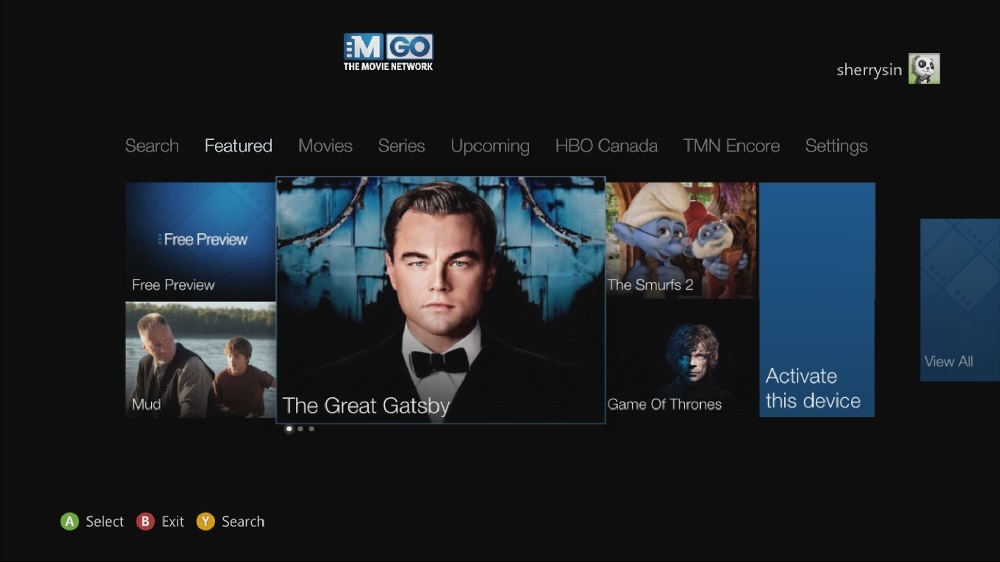 M GO
THE MOVIE NETWORK
sherrysin
Search Featured Movies Series Upcoming HBO Canada TMN Encore Settings
Free Preview
Free Preview
Mud
The Great Gatsby
The Smurfs 2
Game Of Thrones
Activate
this device
View All
A Select B Exit Y Search